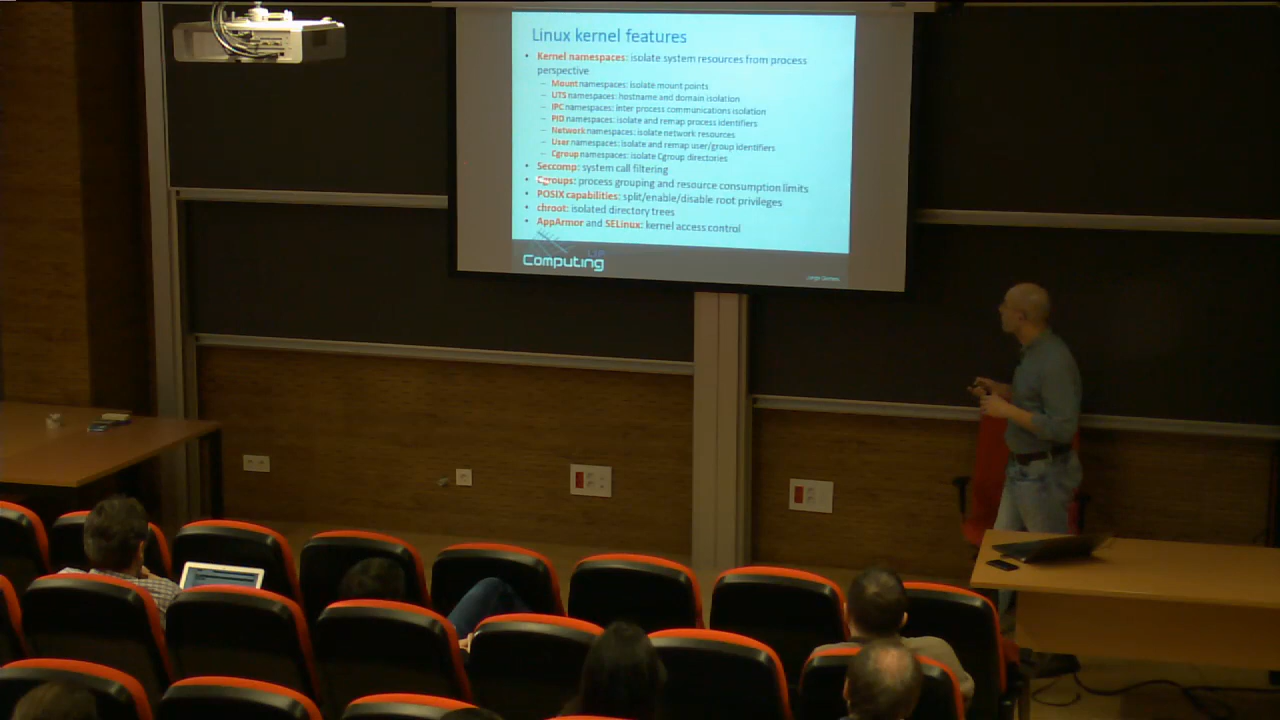 Linux kernel features
• Kernel namespaces: isolate system resources from process
perspective
– Mount namespaces: isolate mount points
– UTS namespaces: hostname and domain isolation
– IPC namespaces: inter process communications isolation
– PID namespaces: isolate and remap process identifiers
– Network namespaces: isolate network resources
– User namespaces: isolate and remap user/group identifiers
– Cgroup namespaces: isolate Cgroup directories
• Seccomp: system call filtering
• Cgroups: process grouping and resource consumption limits
• POSIX capabilities: split/enable/disable root privileges
• chroot: isolated directory trees
• AppArmor and SELinux: kernel access control
Computing